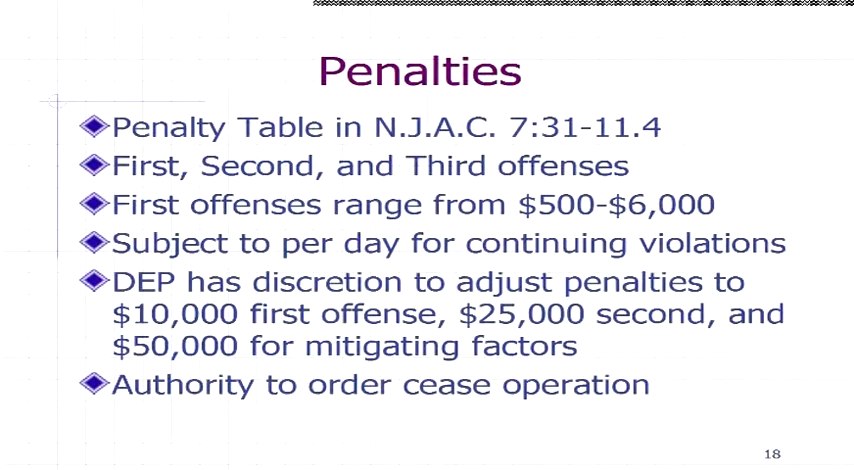 Penalties
Penalty Table in N.J.A.C. 7:31-11.4
First, Second, and Third offenses
First offenses range from $500-$6,000
Subject to per day for continuing violations
DEP has discretion to adjust penalties to
$10,000 first offense, $25,000 second, and
$50,000 for mitigating factors
Authority to order cease operation
18